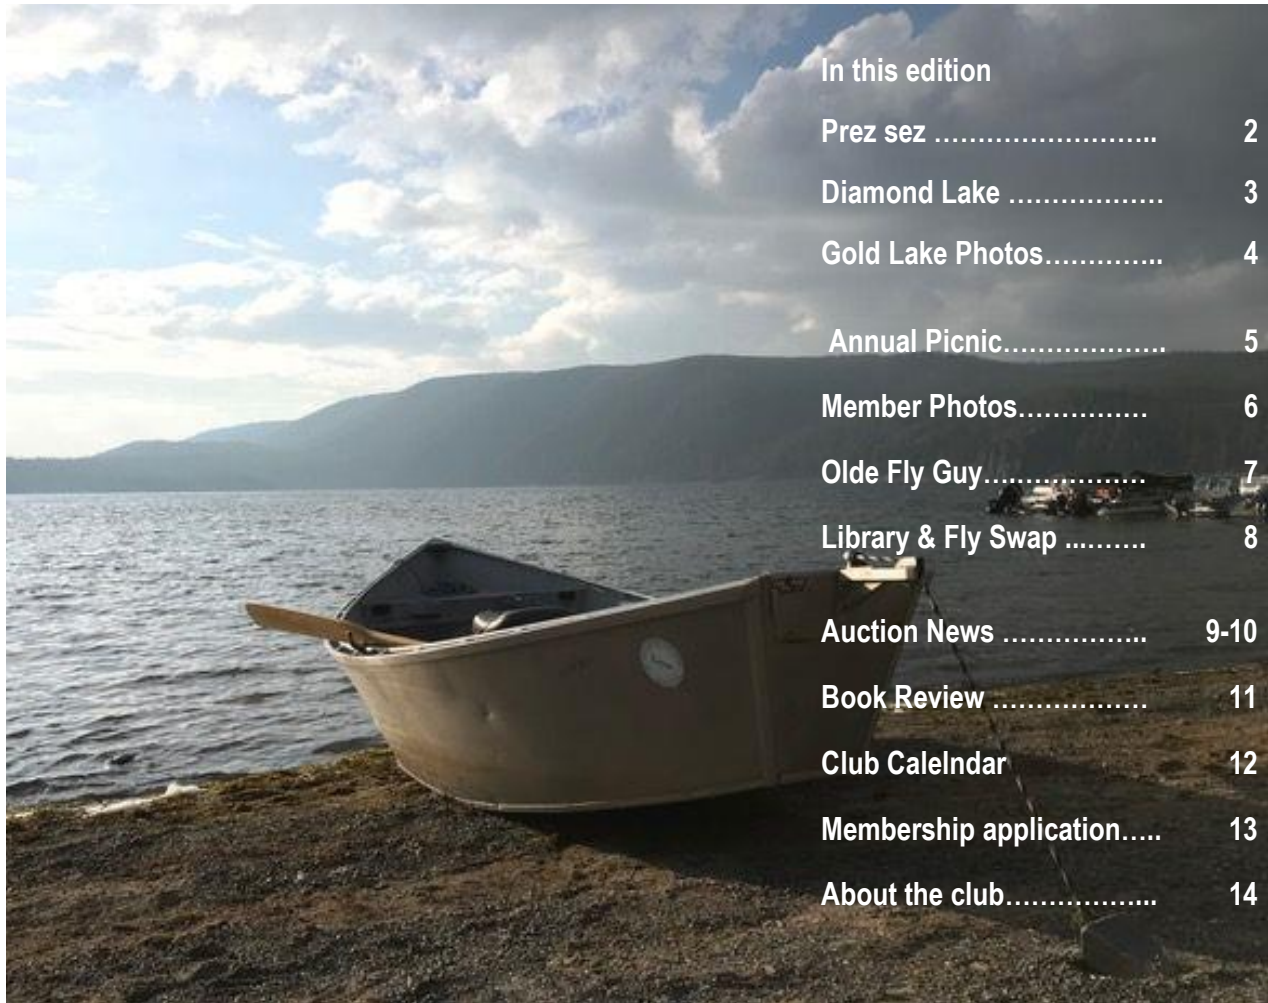 In this edition
Prez sez …………………….. 2
Diamond Lake ……………… 3
Gold Lake Photos………….. 4
Annual Picnic………………. 5
Member Photos…………… 6
Olde Fly Guy….…………… 7
Library & Fly Swap ...……. 8
Auction News …………….. 9-10
Book Review ……………… 11
Club Calelndar 12
Membership application….. 13
About the club……………... 14